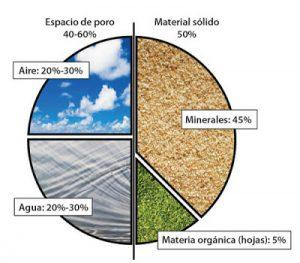 Espacio de poro
40-60%
Material sólido
50%
Aire: 20%-30%
Minerales: 45%
Agua: 20%-30%
Materia orgánica (hojas): 5%